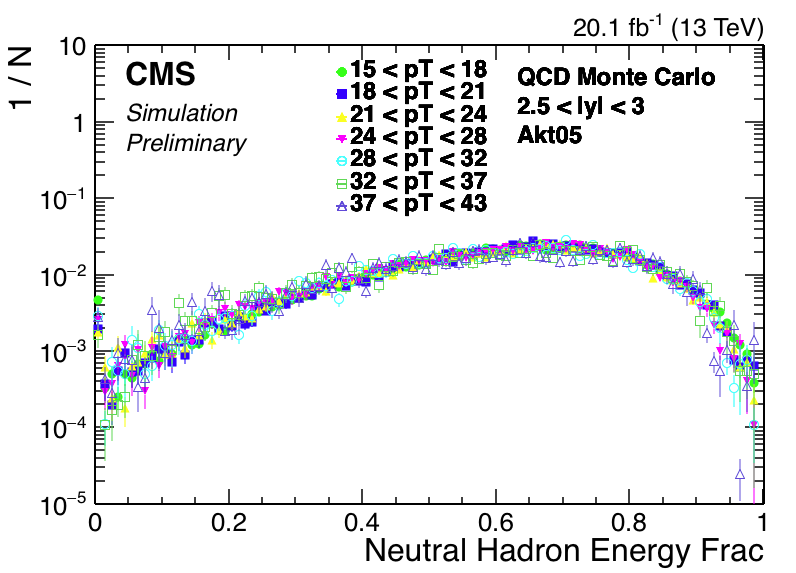 20.1 fb⁻¹ (13 TeV)
1 / N
CMS
Simulation
Preliminary
15 < pT < 18
18 < pT < 21
21 < pT < 24
24 < pT < 28
28 < pT < 32
32 < pT < 37
37 < pT < 43
QCD Monte Carlo
2.5 < lyl < 3
Akt05
10
1
10⁻¹
10⁻²
10⁻³
10⁻⁴
10⁻⁵
0 0.2 0.4 0.6 0.8 1
Neutral Hadron Energy Frac